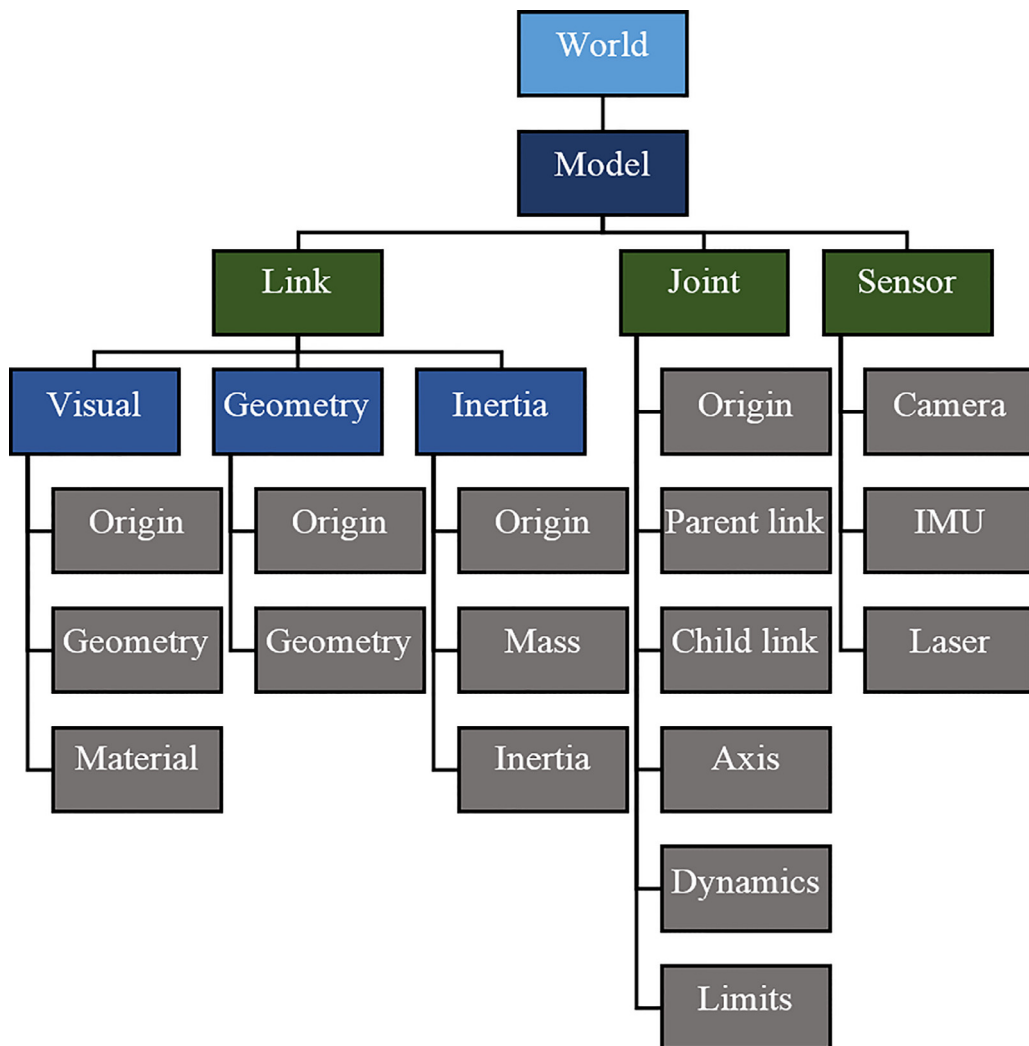 World
Model
Link
Joint
Sensor
Visual
Geometry
Inertia
Origin
Camera
Origin
Origin
Origin
Parent link
IMU
Geometry
Geometry
Mass
Child link
Laser
Material
Inertia
Axis
Dynamics
Limits